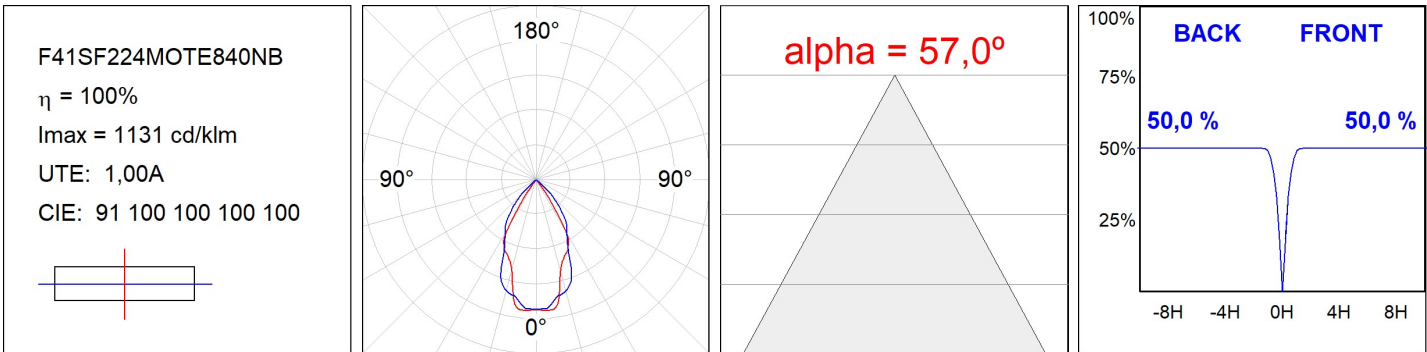 F41SF224MOTE840NB
η = 100%
Imax = 1131 cd/klm
UTE: 1,00A
CIE: 91 100 100 100 100
180°
90°
90°
0°
alpha = 57,0º
100%
BACK FRONT
75%
50,0 % 50,0 %
50%
25%
-8H -4H 0H 4H 8H